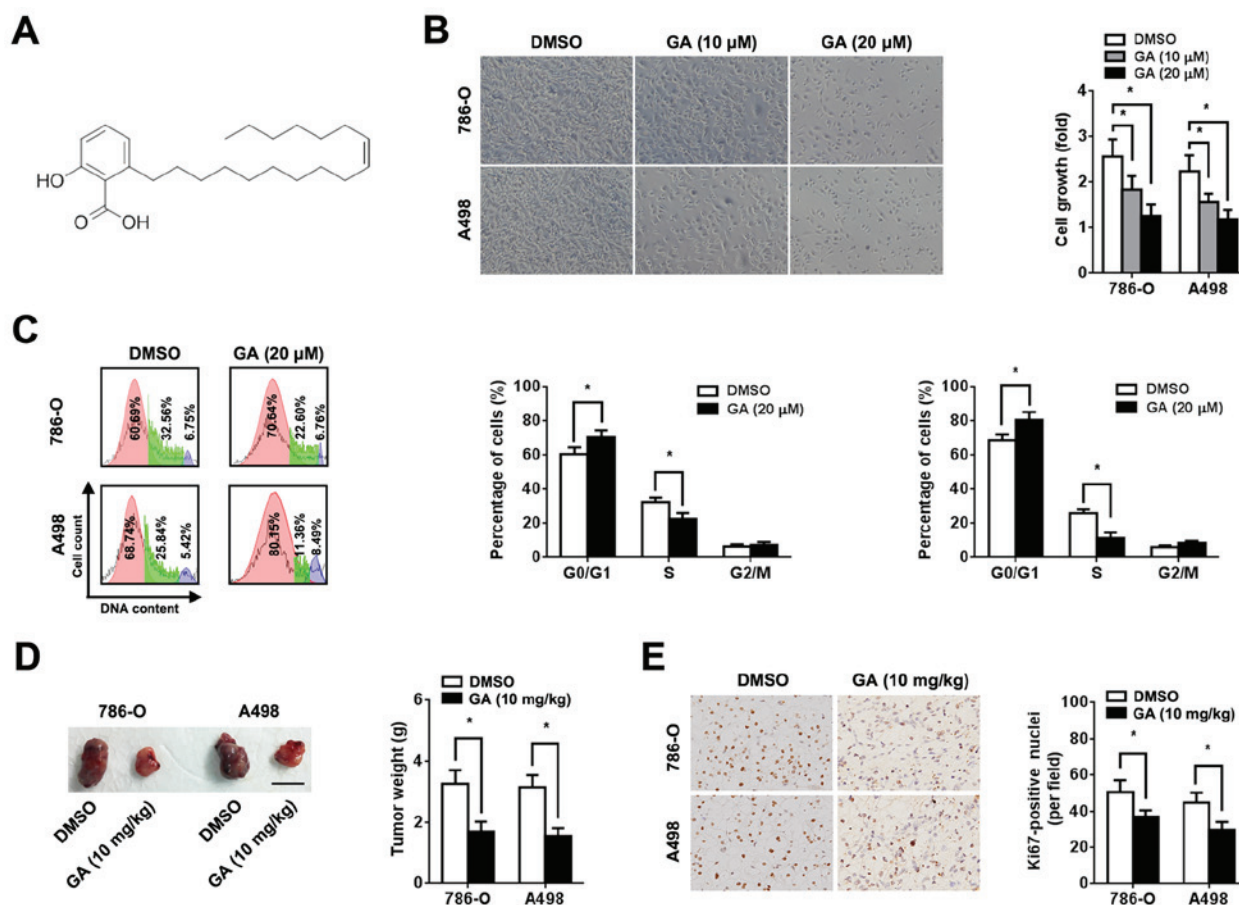 A
HO
O
OH
B
DMSO
GA (10 µM)
GA (20 µM)
786-O
A498
DMSO
GA (10 µM)
GA (20 µM)
Cell growth (fold)
4
3
2
1
0
*
*
*
*
786-O
A498
C
DMSO
GA (20 µM)
786-O
60.69%
32.56%
6.75%
70.64%
22.60%
6.76%
A498
68.74%
25.84%
5.42%
80.15%
11.36%
8.49%
Cell count
DNA content
Percentage of cells (%)
100
80
60
40
20
0
DMSO
GA (20 µM)
*
*
G0/G1
S
G2/M
Percentage of cells (%)
100
80
60
40
20
0
DMSO
GA (20 µM)
*
*
G0/G1
S
G2/M
D
786-O
A498
DMSO
GA (10 mg/kg)
DMSO
GA (10 mg/kg)
Tumor weight (g)
6
4
2
0
DMSO
GA (10 mg/kg)
*
*
786-O
A498
E
DMSO
GA (10 mg/kg)
786-O
A498
Ki67-positive nuclei
(per field)
100
80
60
40
20
0
DMSO
GA (10 mg/kg)
*
*
786-O
A498